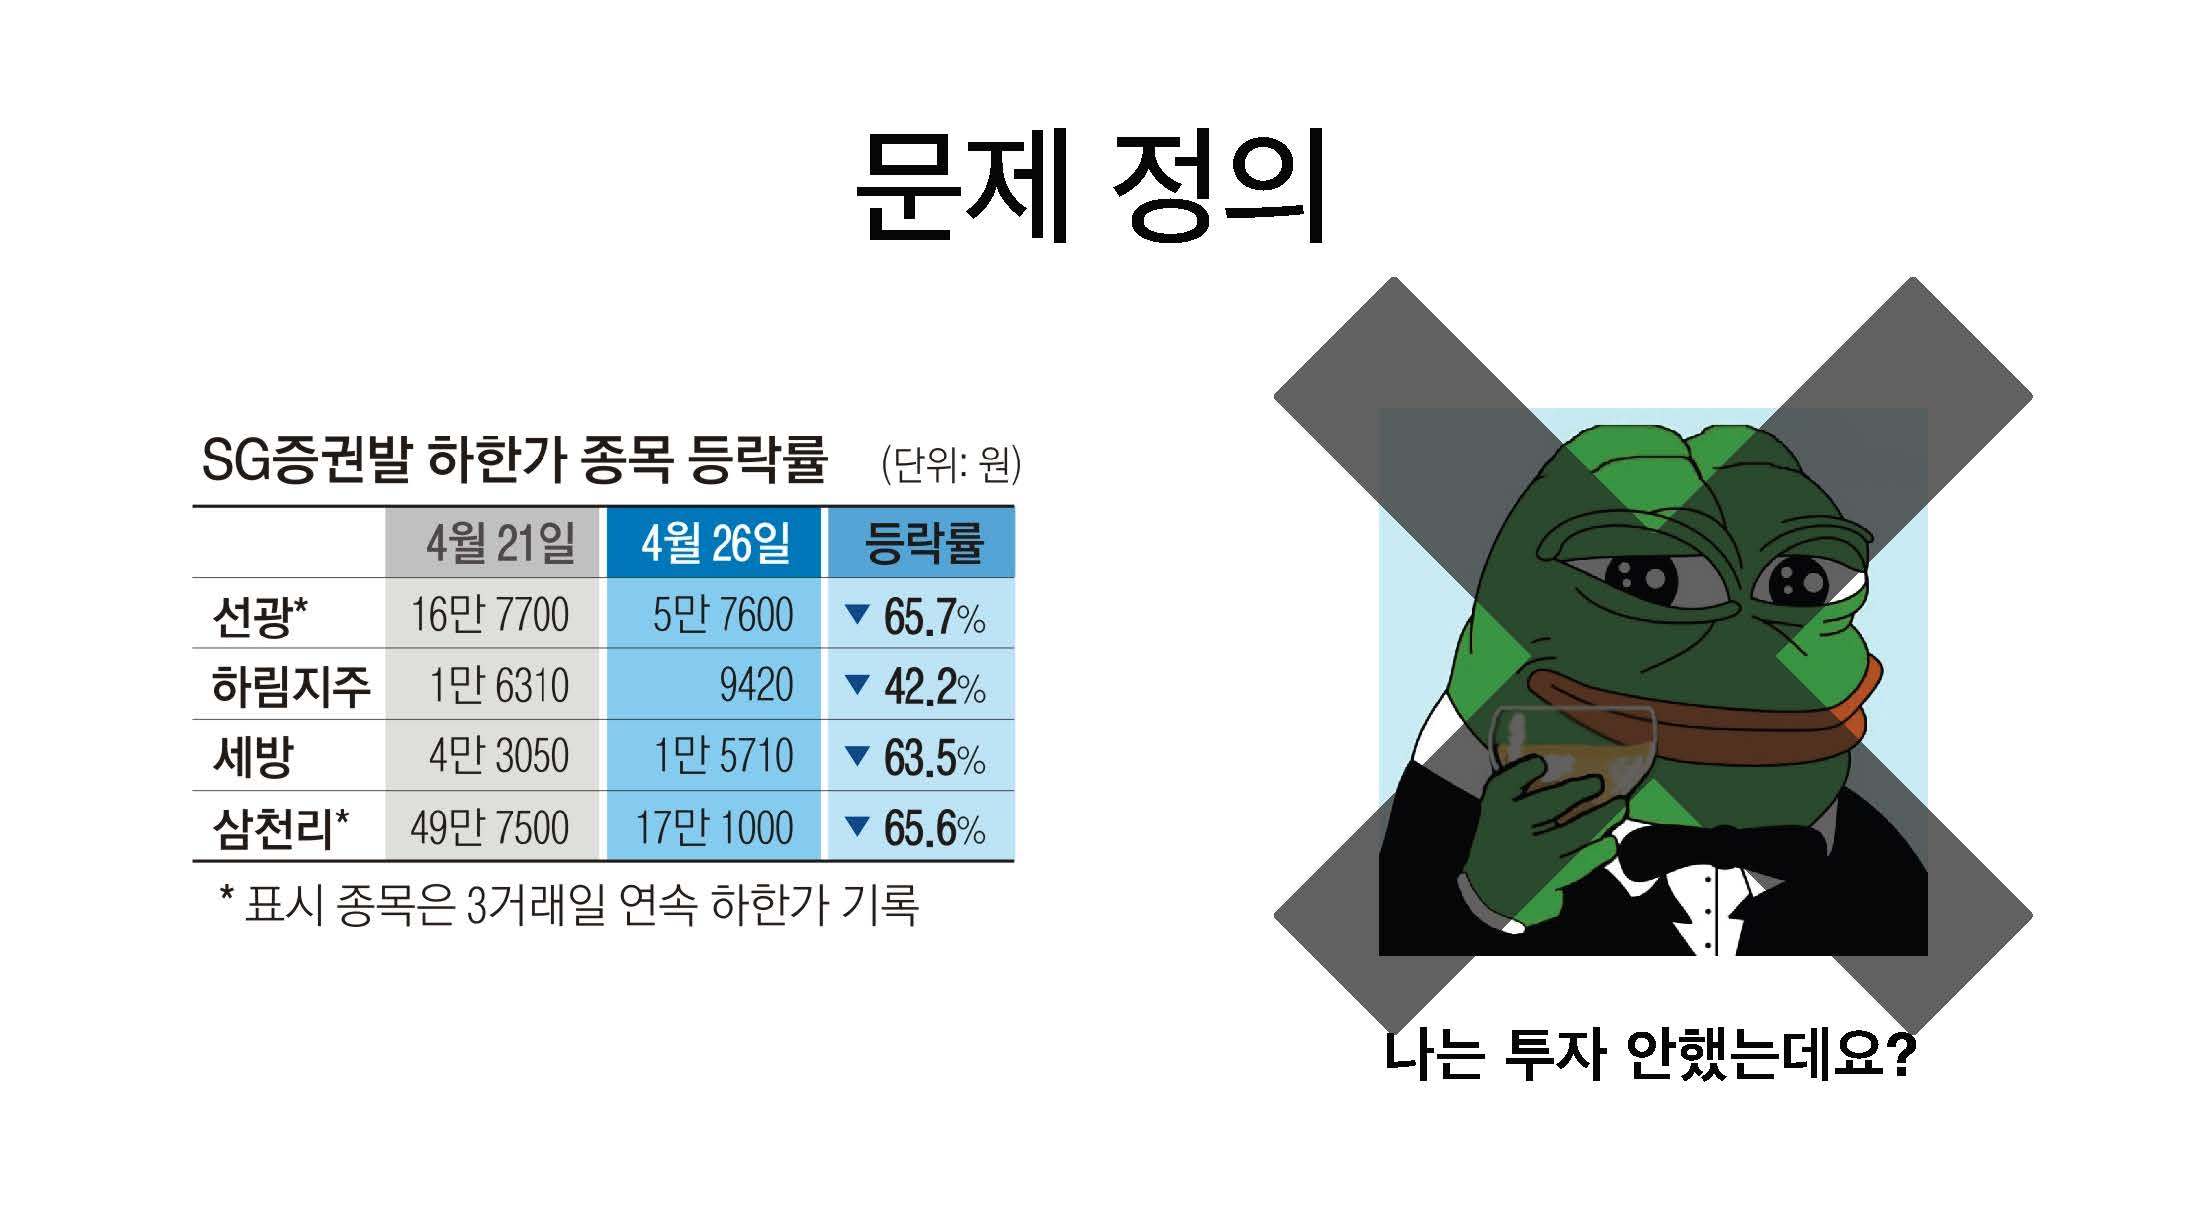 문제 정의
SG증권발 하한가 종목 등락률 (단위: 원)
4월 21일 4월 26일 등락률
선광* 16만 7700 5만 7600 ▼ 65.7%
하림지주 1만 6310 9420 ▼ 42.2%
세방 4만 3050 1만 5710 ▼ 63.5%
삼천리* 49만 7500 17만 1000 ▼ 65.6%
* 표시 종목은 3거래일 연속 하한가 기록
나는 투자 안했는데요?